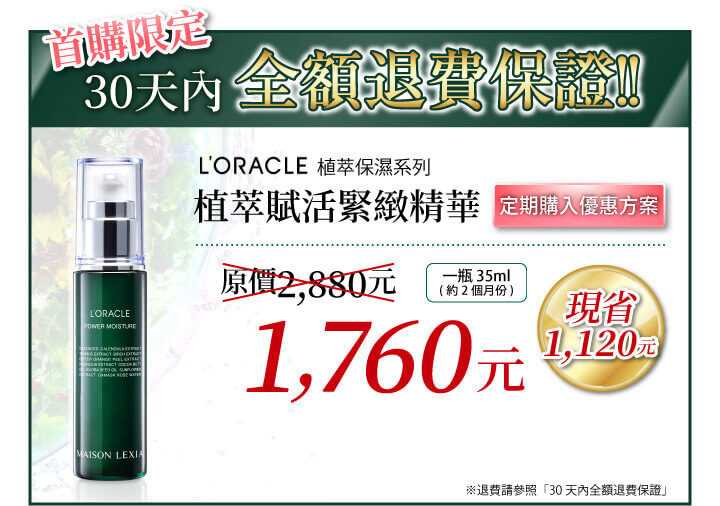 首購限定
30天內 全額退費保證!!
L'ORACLE 植萃保濕系列
植萃賦活緊緻精華 定期購入優惠方案
原價2,880元
一瓶 35ml
(約2個月份)
1,760元
現省
1,120元
L'ORACLE
POWER MOISTURE
MAISON LEXIA
※退費請參照「30 天內全額退費保證」